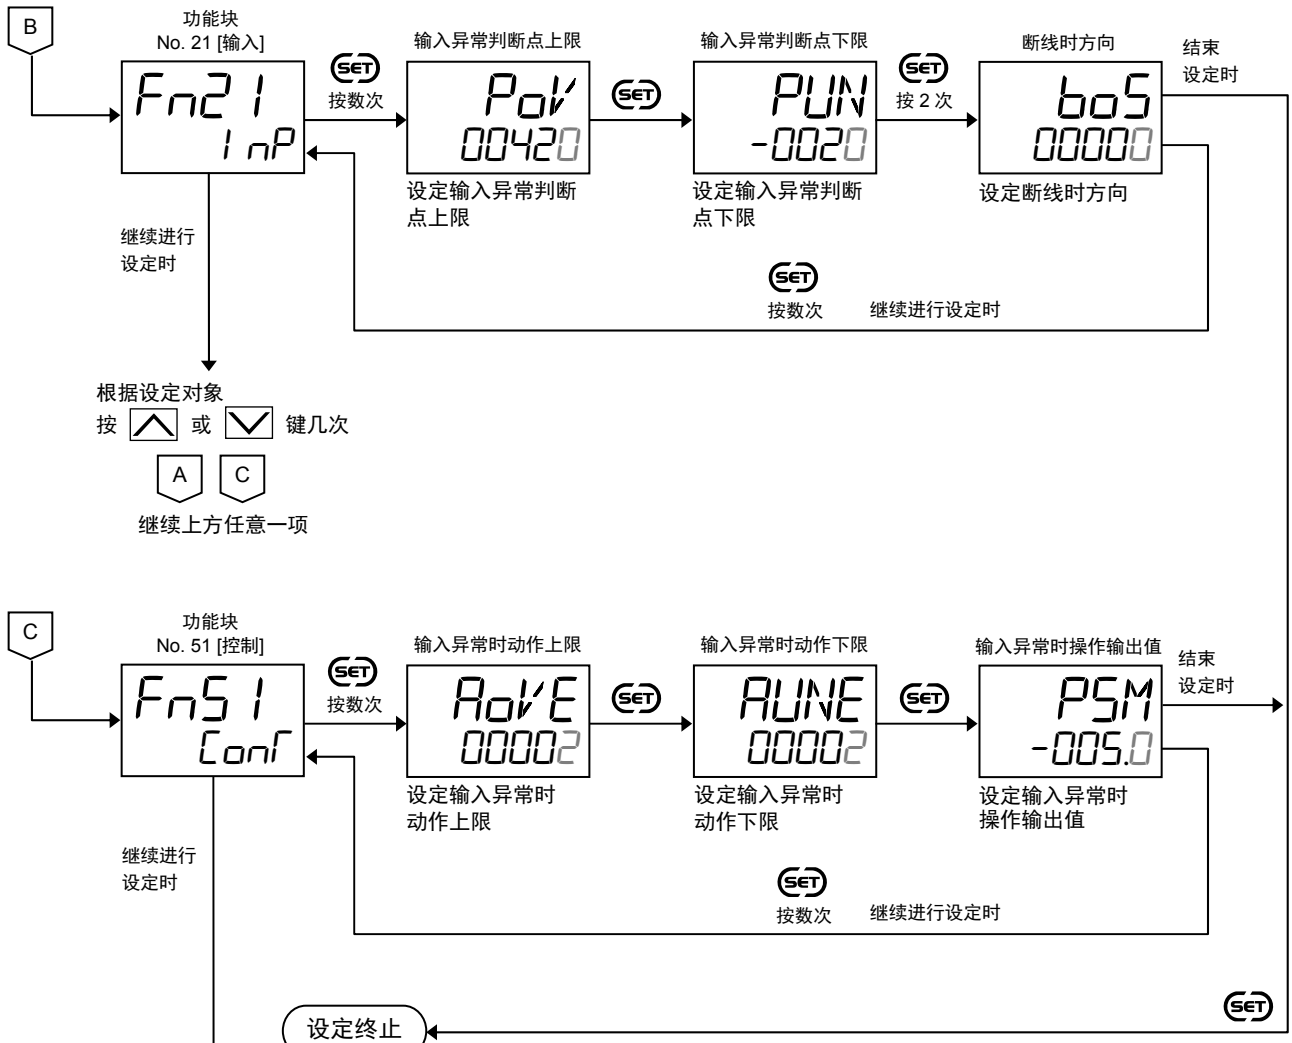 B
功能块
No. 21 [输入]
Fn21
InP
继续进行
设定时
SET
按数次
输入异常判断点上限
PoV
00420
设定输入异常判断
点上限
SET
输入异常判断点下限
PUN
-0020
设定输入异常判断
点下限
SET
按 2 次
断线时方向
boS
00000
设定断线时方向
结束
设定时
SET
按数次
继续进行设定时
根据设定对象
按 或 键几次
A C
继续上方任意一项
C
功能块
No. 51 [控制]
Fn51
ConT
继续进行
设定时
SET
按数次
输入异常时动作上限
AoVE
00002
设定输入异常时
动作上限
SET
输入异常时动作下限
AUNE
00002
设定输入异常时
动作下限
SET
输入异常时操作输出值
PSM
-005.0
设定输入异常时
操作输出值
结束
设定时
SET
按数次
继续进行设定时
SET
设定终止